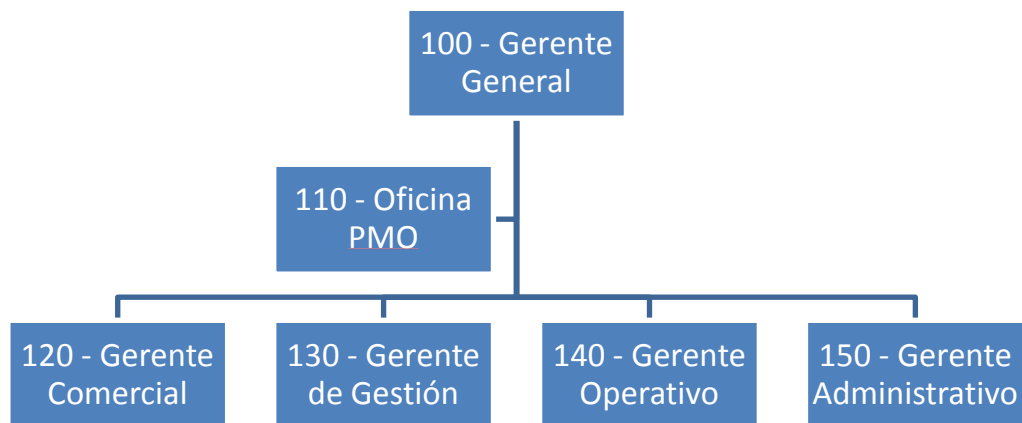 100 - Gerente
General
110 - Oficina
PMO
120 - Gerente
Comercial
130 - Gerente
de Gestión
140 - Gerente
Operativo
150 - Gerente
Administrativo